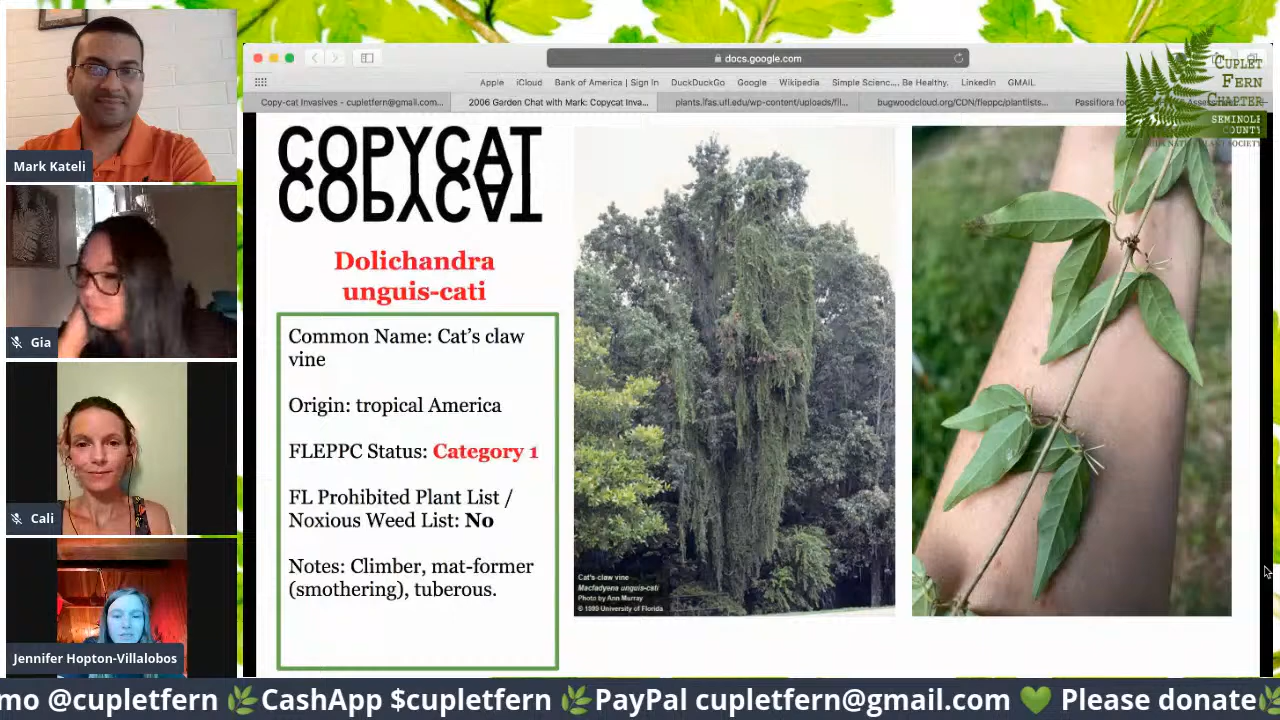 docs.google.com
Apple iCloud Bank of America | Sign In DuckDuckGo Google Wikipedia Simple Scienc... Be Healthy. LinkedIn GMAIL
Copy-cat Invasives - cupletfern@gmail.com... 2006 Garden Chat with Mark: Copycat Inva... plants.ifas.ufl.edu/wp-content/uploads/fil... bugwoodcloud.org/CDN/fleppc/plantlists... Passiflora
CUPLET
FERN
CHAPTER
SEMINOLE
COUNTY
COPYCAT
COPYCAT
Dolichandra
unguis-cati
Common Name: Cat's claw
vine
Origin: tropical America
FLEPPC Status: Category 1
FL Prohibited Plant List /
Noxious Weed List: No
Notes: Climber, mat-former
(smothering), tuberous.
Cat's-claw vine
Macfadyena unguis-cati
Photo by Ann Murray
© 1999 University of Florida
Mark Kateli
Gia
Cali
Jennifer Hopton-Villalobos
mo @cupletfern 🌿CashApp $cupletfern 🌿PayPal cupletfern@gmail.com 💚 Please donate🌿